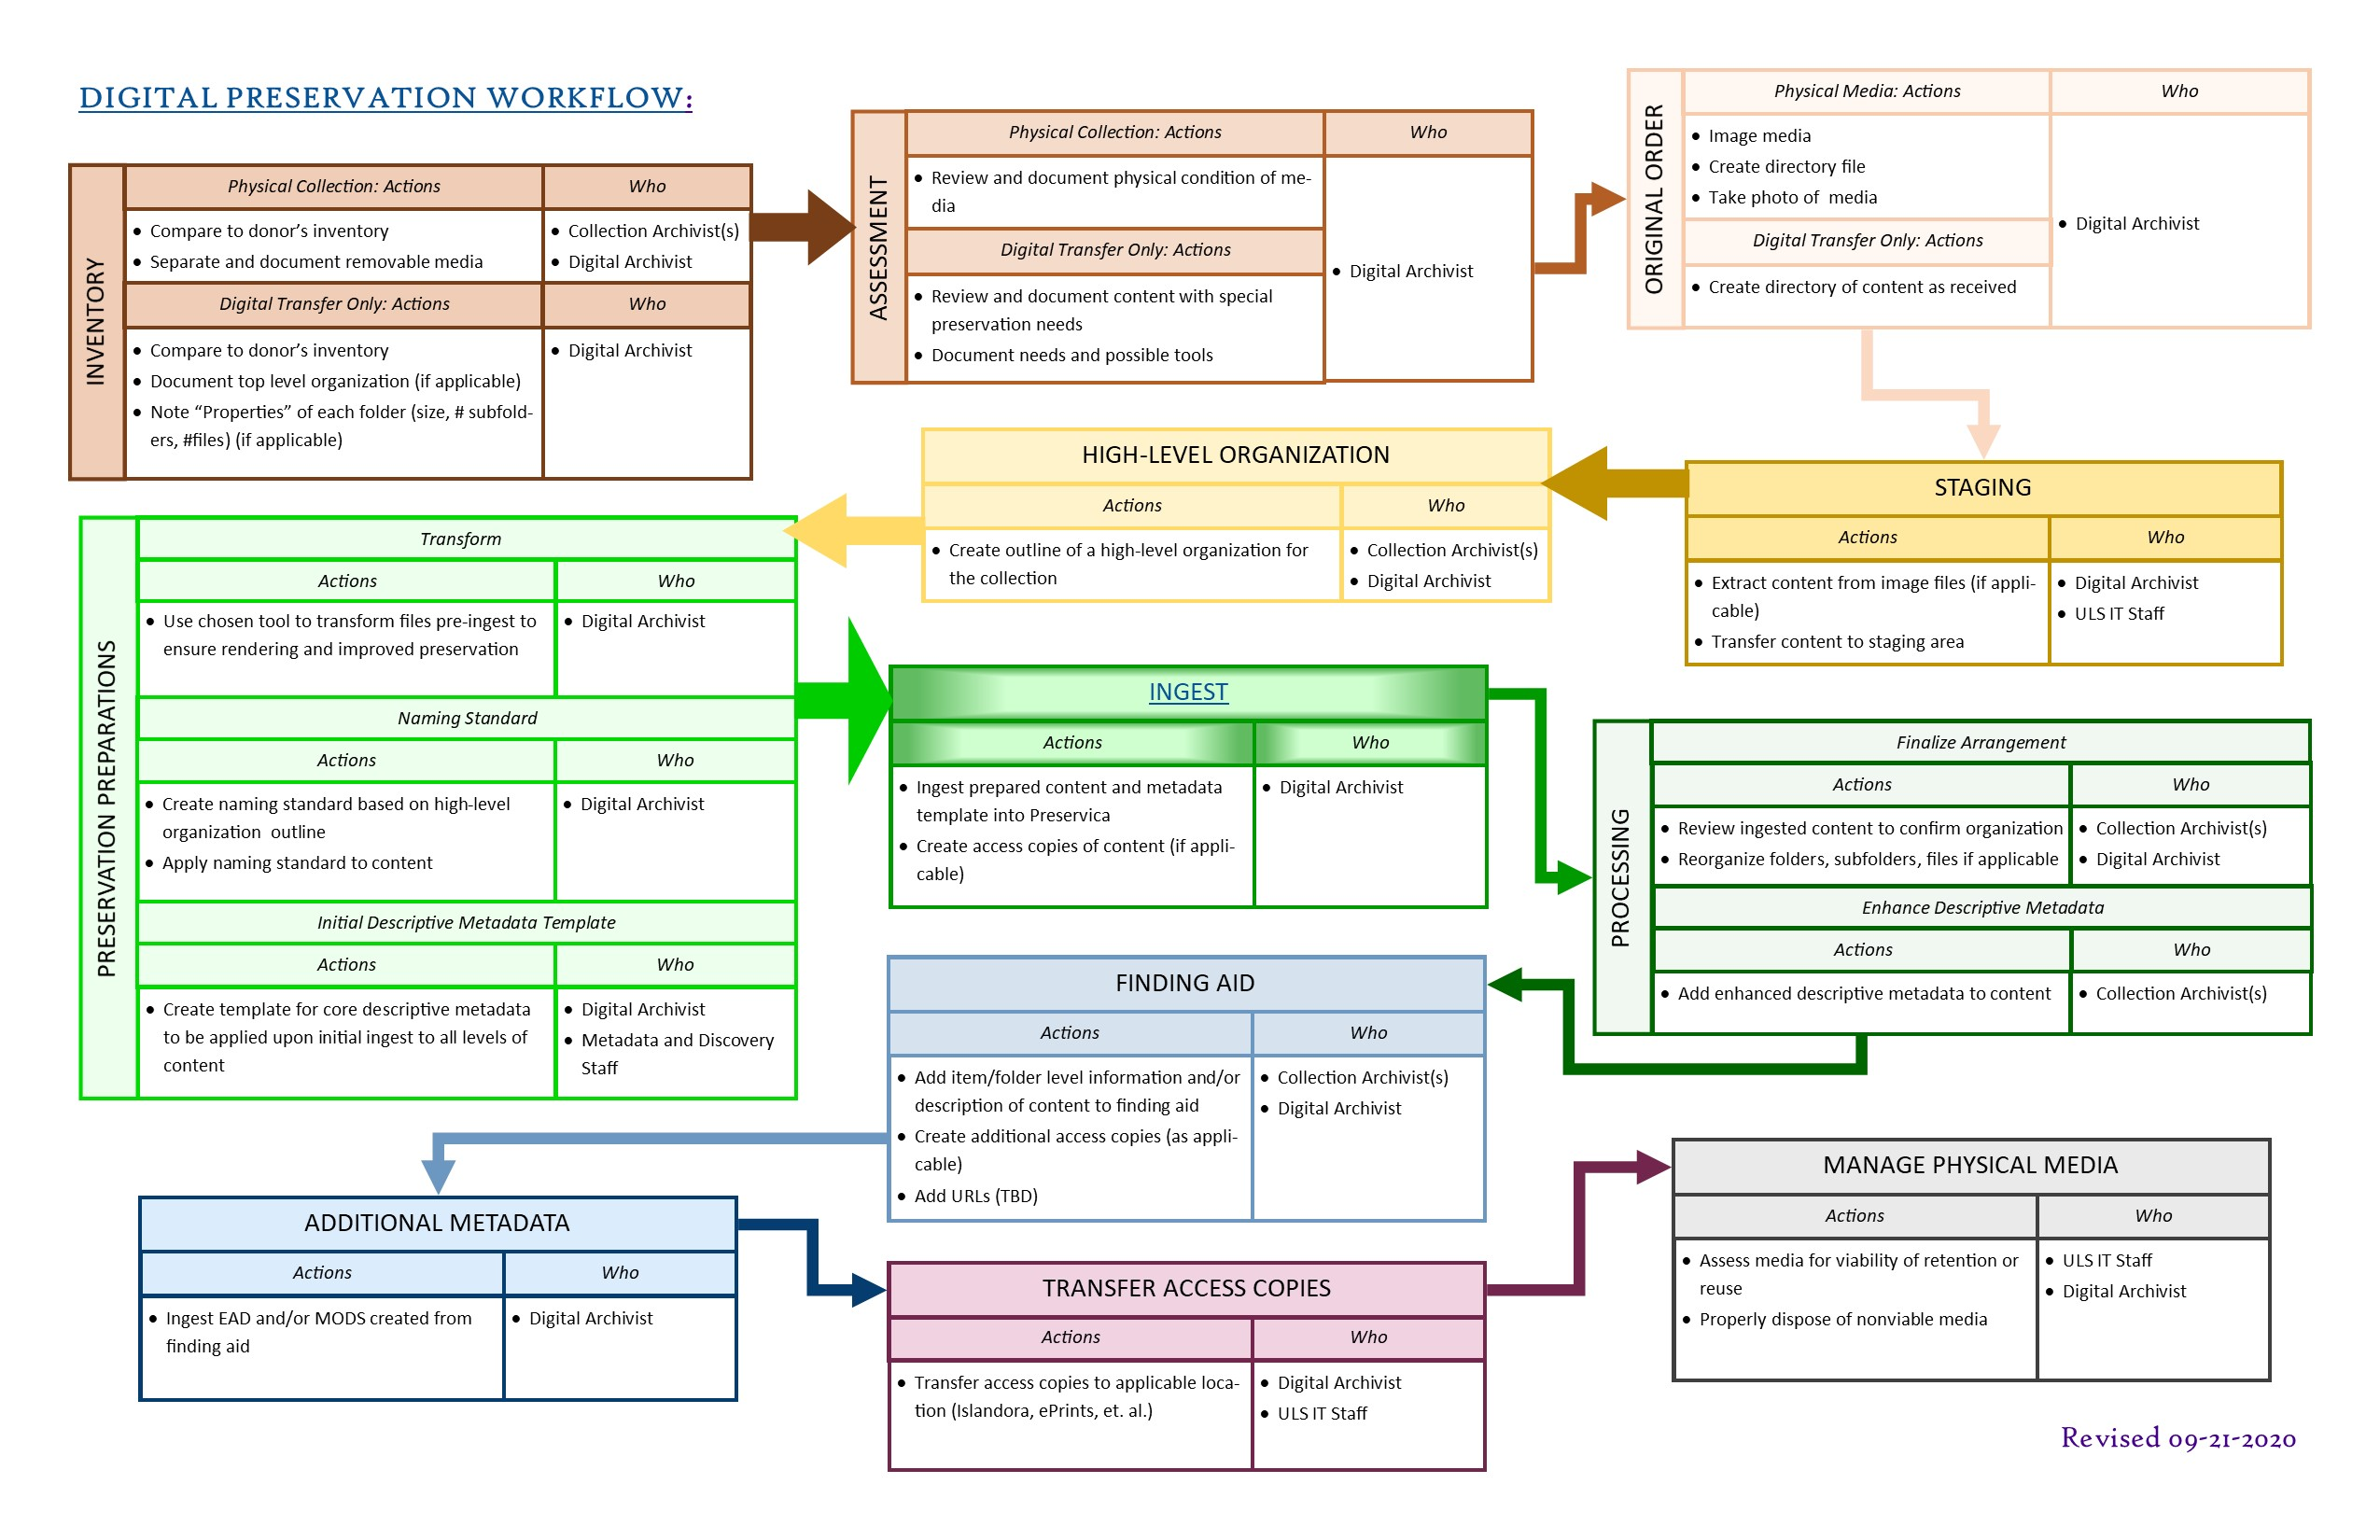 DIGITAL PRESERVATION WORKFLOW:
INVENTORY
Physical Collection: Actions
Who
• Compare to donor’s inventory
• Separate and document removable media
• Collection Archivist(s)
• Digital Archivist
Digital Transfer Only: Actions
Who
• Compare to donor’s inventory
• Document top level organization (if applicable)
• Note “Properties” of each folder (size, # subfold-
ers, #files) (if applicable)
• Digital Archivist
ASSESSMENT
Physical Collection: Actions
Who
• Review and document physical condition of me-
dia
Digital Transfer Only: Actions
• Review and document content with special
preservation needs
• Document needs and possible tools
• Digital Archivist
ORIGINAL ORDER
Physical Media: Actions
Who
• Image media
• Create directory file
• Take photo of  media
Digital Transfer Only: Actions
• Create directory of content as received
• Digital Archivist
STAGING
Actions
Who
• Extract content from image files (if appli-
cable)
• Transfer content to staging area
• Digital Archivist
• ULS IT Staff
HIGH-LEVEL ORGANIZATION
Actions
Who
• Create outline of a high-level organization for
the collection
• Collection Archivist(s)
• Digital Archivist
PRESERVATION PREPARATIONS
Transform
Actions
Who
• Use chosen tool to transform files pre-ingest to
ensure rendering and improved preservation
• Digital Archivist
Naming Standard
Actions
Who
• Create naming standard based on high-level
organization  outline
• Apply naming standard to content
• Digital Archivist
Initial Descriptive Metadata Template
Actions
Who
• Create template for core descriptive metadata
to be applied upon initial ingest to all levels of
content
• Digital Archivist
• Metadata and Discovery
Staff
INGEST
Actions
Who
• Ingest prepared content and metadata
template into Preservica
• Create access copies of content (if appli-
cable)
• Digital Archivist
PROCESSING
Finalize Arrangement
Actions
Who
• Review ingested content to confirm organization
• Reorganize folders, subfolders, files if applicable
• Collection Archivist(s)
• Digital Archivist
Enhance Descriptive Metadata
Actions
Who
• Add enhanced descriptive metadata to content
• Collection Archivist(s)
FINDING AID
Actions
Who
• Add item/folder level information and/or
description of content to finding aid
• Create additional access copies (as appli-
cable)
• Add URLs (TBD)
• Collection Archivist(s)
• Digital Archivist
ADDITIONAL METADATA
Actions
Who
• Ingest EAD and/or MODS created from
finding aid
• Digital Archivist
TRANSFER ACCESS COPIES
Actions
Who
• Transfer access copies to applicable loca-
tion (Islandora, ePrints, et. al.)
• Digital Archivist
• ULS IT Staff
MANAGE PHYSICAL MEDIA
Actions
Who
• Assess media for viability of retention or
reuse
• Properly dispose of nonviable media
• ULS IT Staff
• Digital Archivist
Revised 09-21-2020